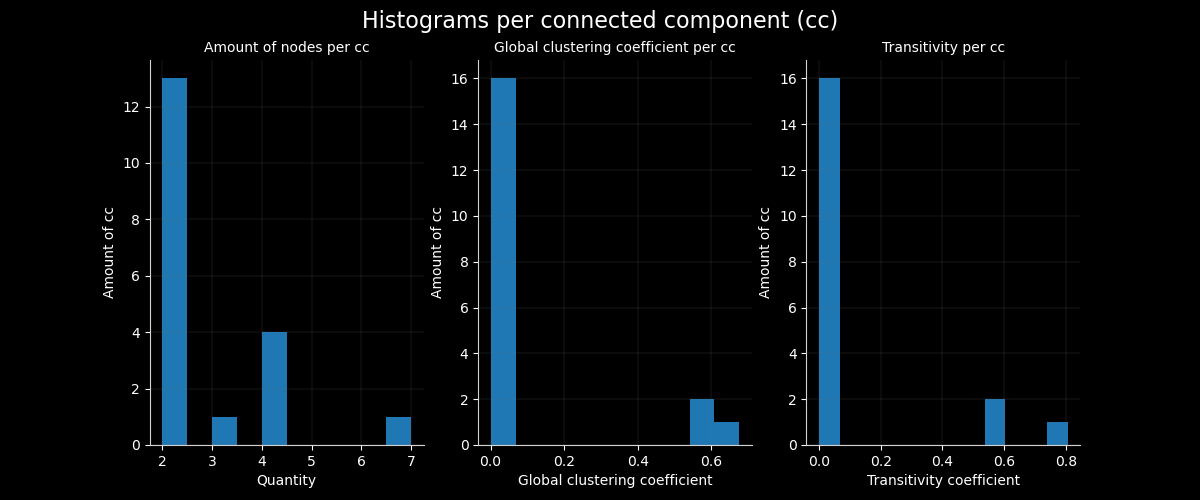 Histograms per connected component (cc)
Amount of nodes per cc
12
10
8
6
4
2
0
Amount of cc
2 3 4 5 6 7
Quantity
Global clustering coefficient per cc
16
14
12
10
8
6
4
2
0
Amount of cc
0.0 0.2 0.4 0.6
Global clustering coefficient
Transitivity per cc
16
14
12
10
8
6
4
2
0
Amount of cc
0.0 0.2 0.4 0.6 0.8
Transitivity coefficient